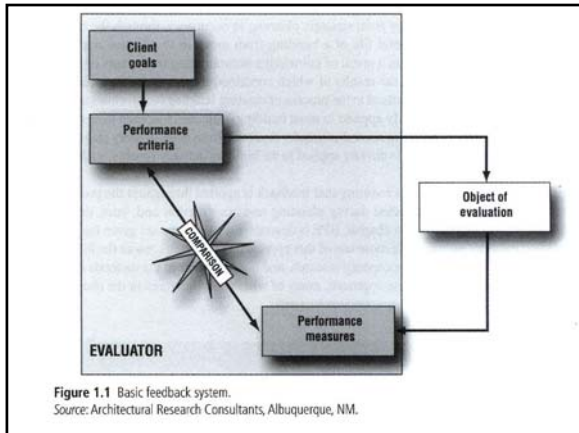 Client
goals
Performance
criteria
Object of
evaluation
COMPARISON
Performance
measures
EVALUATOR
Figure 1.1 Basic feedback system.
Source: Architectural Research Consultants, Albuquerque, NM.